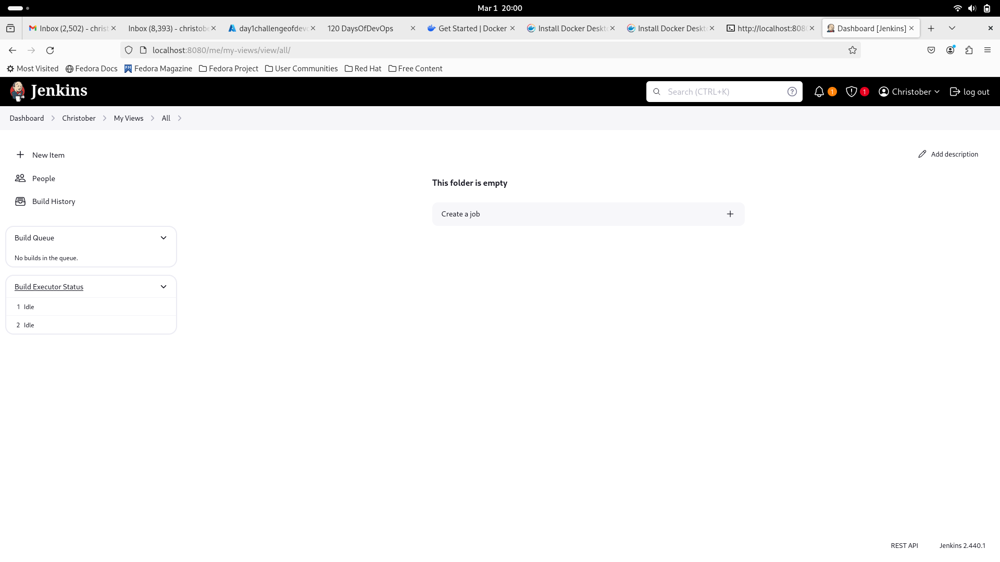 Mar 1 20:00
Inbox (2,502) - christ
Inbox (8,393) - christobe
day1challengeofdevo
120 DaysOfDevOps
Get Started | Docker
Install Docker Deskto
Install Docker Deskto
http://localhost:8080
Dashboard [Jenkins]
localhost:8080/me/my-views/view/all/
Most Visited
Fedora Docs
Fedora Magazine
Fedora Project
User Communities
Red Hat
Free Content
Jenkins
Search (CTRL+K)
1
1
Christober
log out
Dashboard
Christober
My Views
All
New Item
People
Build History
Add description
This folder is empty
Create a job
Build Queue
No builds in the queue.
Build Executor Status
1 Idle
2 Idle
REST API
Jenkins 2.440.1